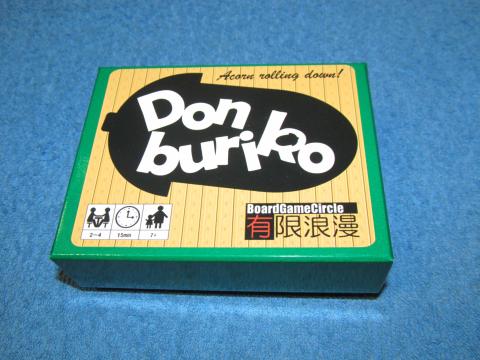 Acorn rolling down!
Don
buriko
BoardGameCircle
有限浪漫
2~4 15min 7+